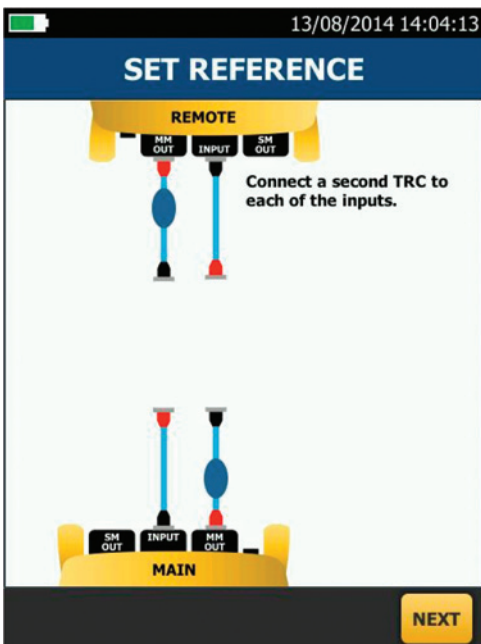 13/08/2014 14:04:13
SET REFERENCE
REMOTE
MM OUT
INPUT
SM OUT
Connect a second TRC to
each of the inputs.
SM OUT
INPUT
MM OUT
MAIN
NEXT